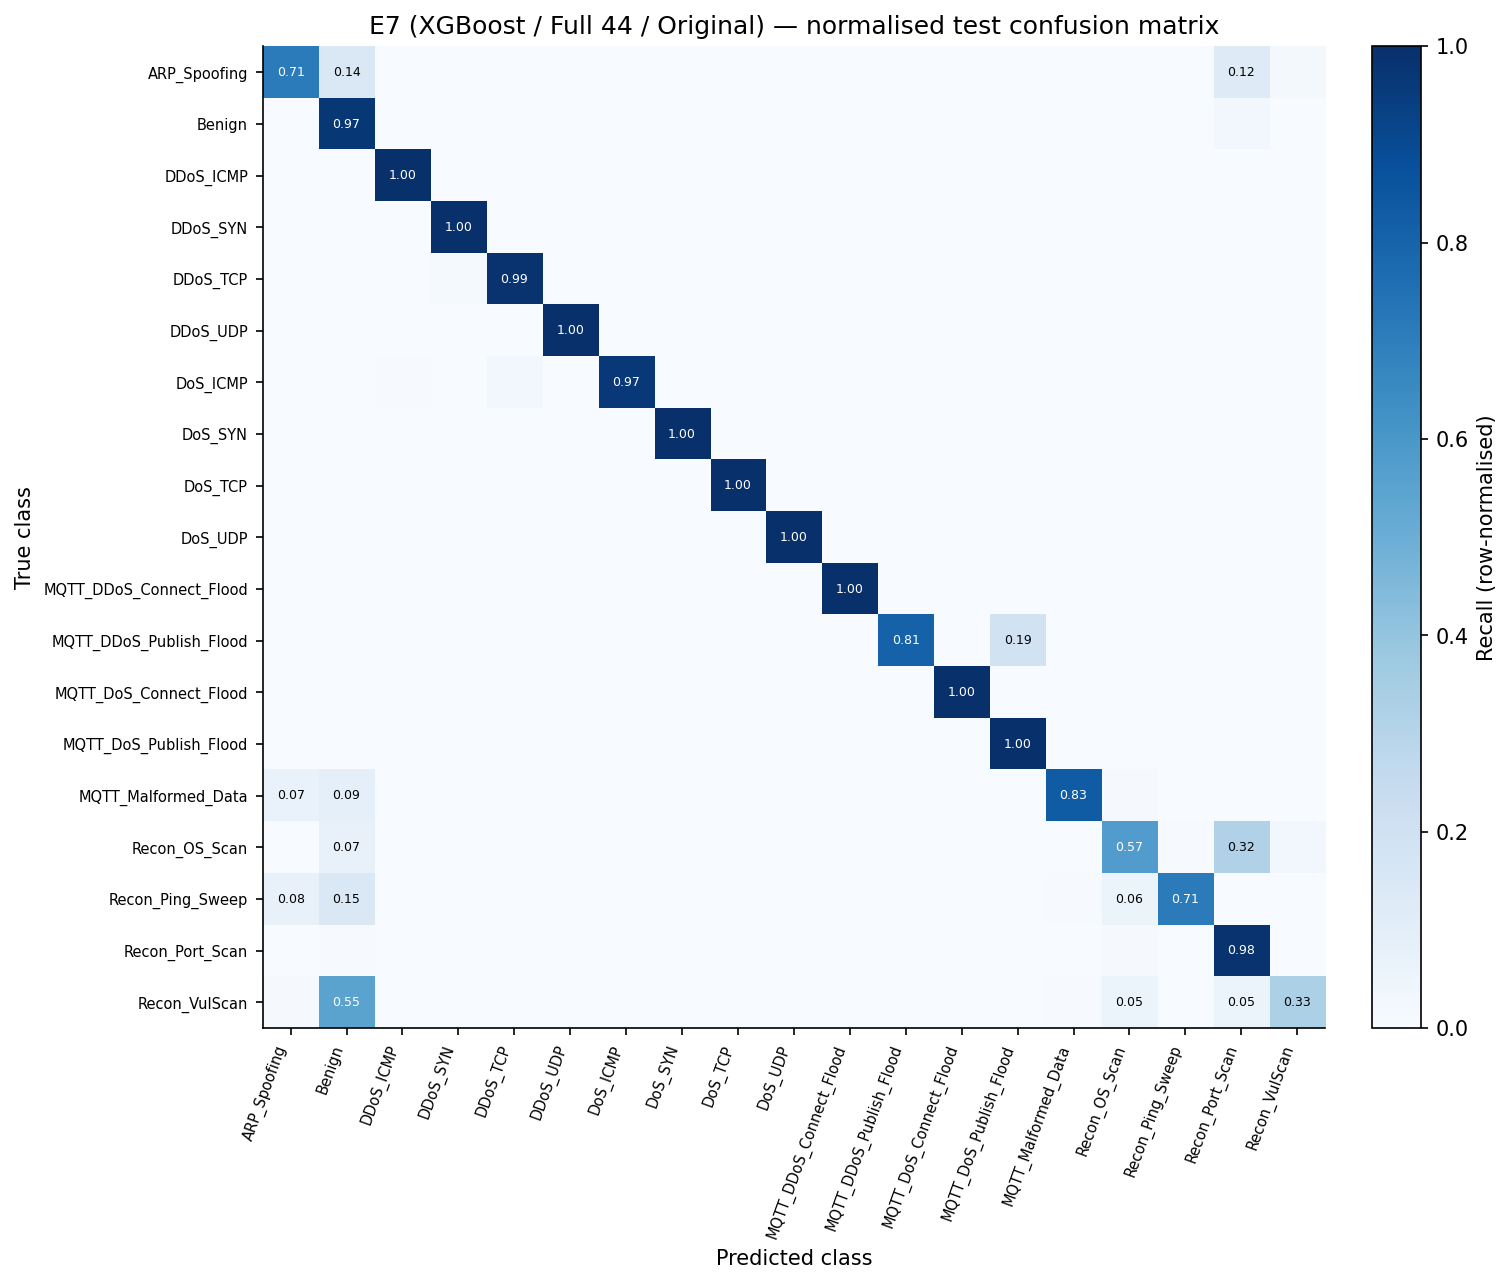 E7 (XGBoost / Full 44 / Original) — normalised test confusion matrix
True class
ARP_Spoofing 0.71 0.14 0.12
Benign 0.97
DDoS_ICMP 1.00
DDoS_SYN 1.00
DDoS_TCP 0.99
DDoS_UDP 1.00
DoS_ICMP 0.97
DoS_SYN 1.00
DoS_TCP 1.00
DoS_UDP 1.00
MQTT_DDoS_Connect_Flood 1.00
MQTT_DDoS_Publish_Flood 0.81 0.19
MQTT_DoS_Connect_Flood 1.00
MQTT_DoS_Publish_Flood 1.00
MQTT_Malformed_Data 0.07 0.09 0.83
Recon_OS_Scan 0.07 0.57 0.32
Recon_Ping_Sweep 0.08 0.15 0.06 0.71
Recon_Port_Scan 0.98
Recon_VulScan 0.55 0.05 0.05 0.33
ARP_Spoofing
Benign
DDoS_ICMP
DDoS_SYN
DDoS_TCP
DDoS_UDP
DoS_ICMP
DoS_SYN
DoS_TCP
DoS_UDP
MQTT_DDoS_Connect_Flood
MQTT_DDoS_Publish_Flood
MQTT_DoS_Connect_Flood
MQTT_DoS_Publish_Flood
MQTT_Malformed_Data
Recon_OS_Scan
Recon_Ping_Sweep
Recon_Port_Scan
Recon_VulScan
Predicted class
1.0
0.8
0.6
0.4
0.2
0.0
Recall (row-normalised)